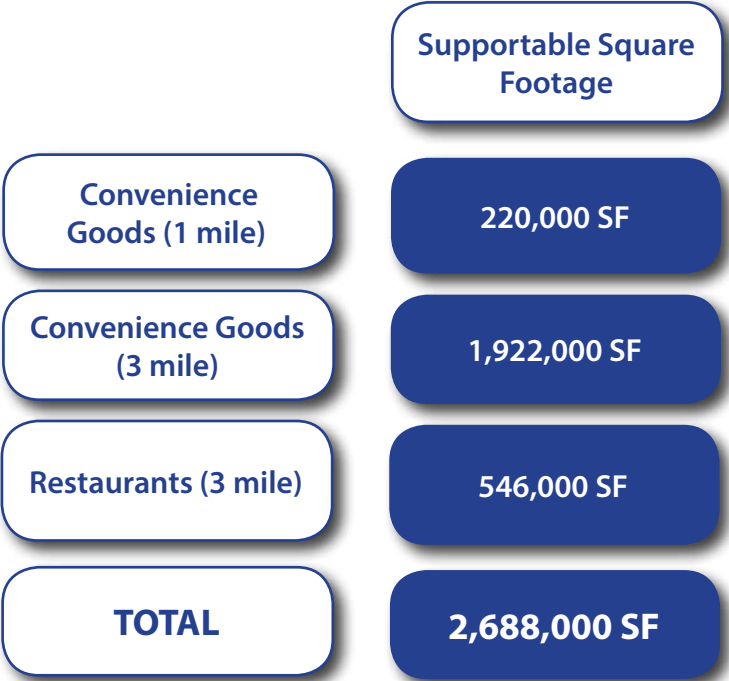 Supportable Square
Footage
Convenience
Goods (1 mile)
220,000 SF
Convenience Goods
(3 mile)
1,922,000 SF
Restaurants (3 mile)
546,000 SF
TOTAL
2,688,000 SF